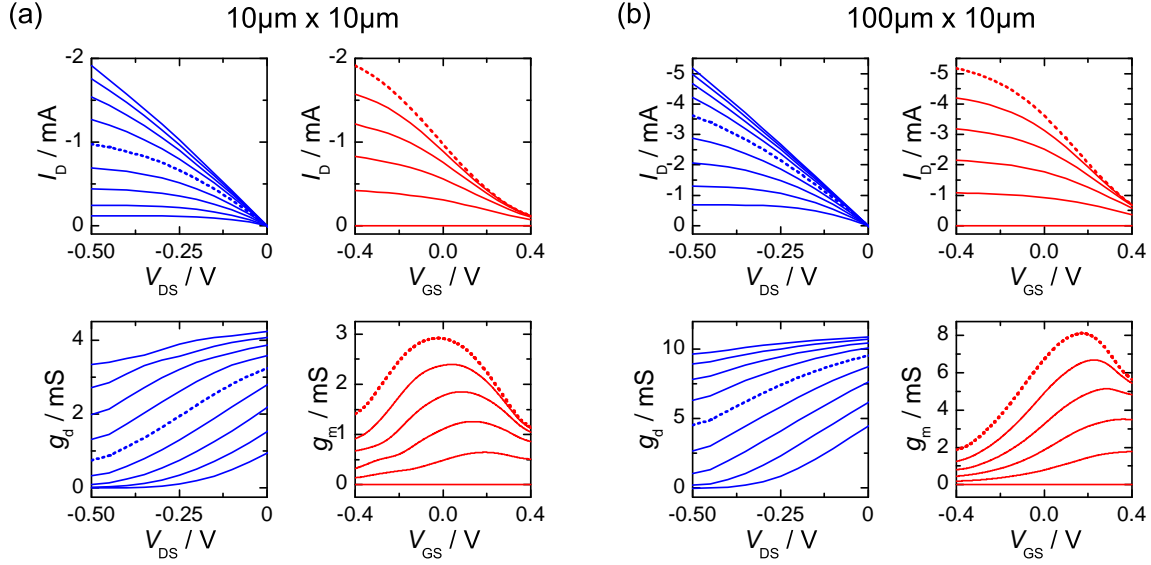 (a)
10μm x 10μm
(b)
100μm x 10μm
-2
-1
0
I_D / mA
-0.50
-0.25
0
V_DS / V
-2
-1
0
I_D / mA
-0.4
0.0
0.4
V_GS / V
-5
-4
-3
-2
-1
0
I_D / mA
-0.50
-0.25
0
V_DS / V
-5
-4
-3
-2
-1
0
I_D / mA
-0.4
0.0
0.4
V_GS / V
4
2
0
g_d / mS
-0.50
-0.25
0
V_DS / V
3
2
1
0
g_m / mS
-0.4
0.0
0.4
V_GS / V
10
5
0
g_d / mS
-0.50
-0.25
0
V_DS / V
8
6
4
2
0
g_m / mS
-0.4
0.0
0.4
V_GS / V